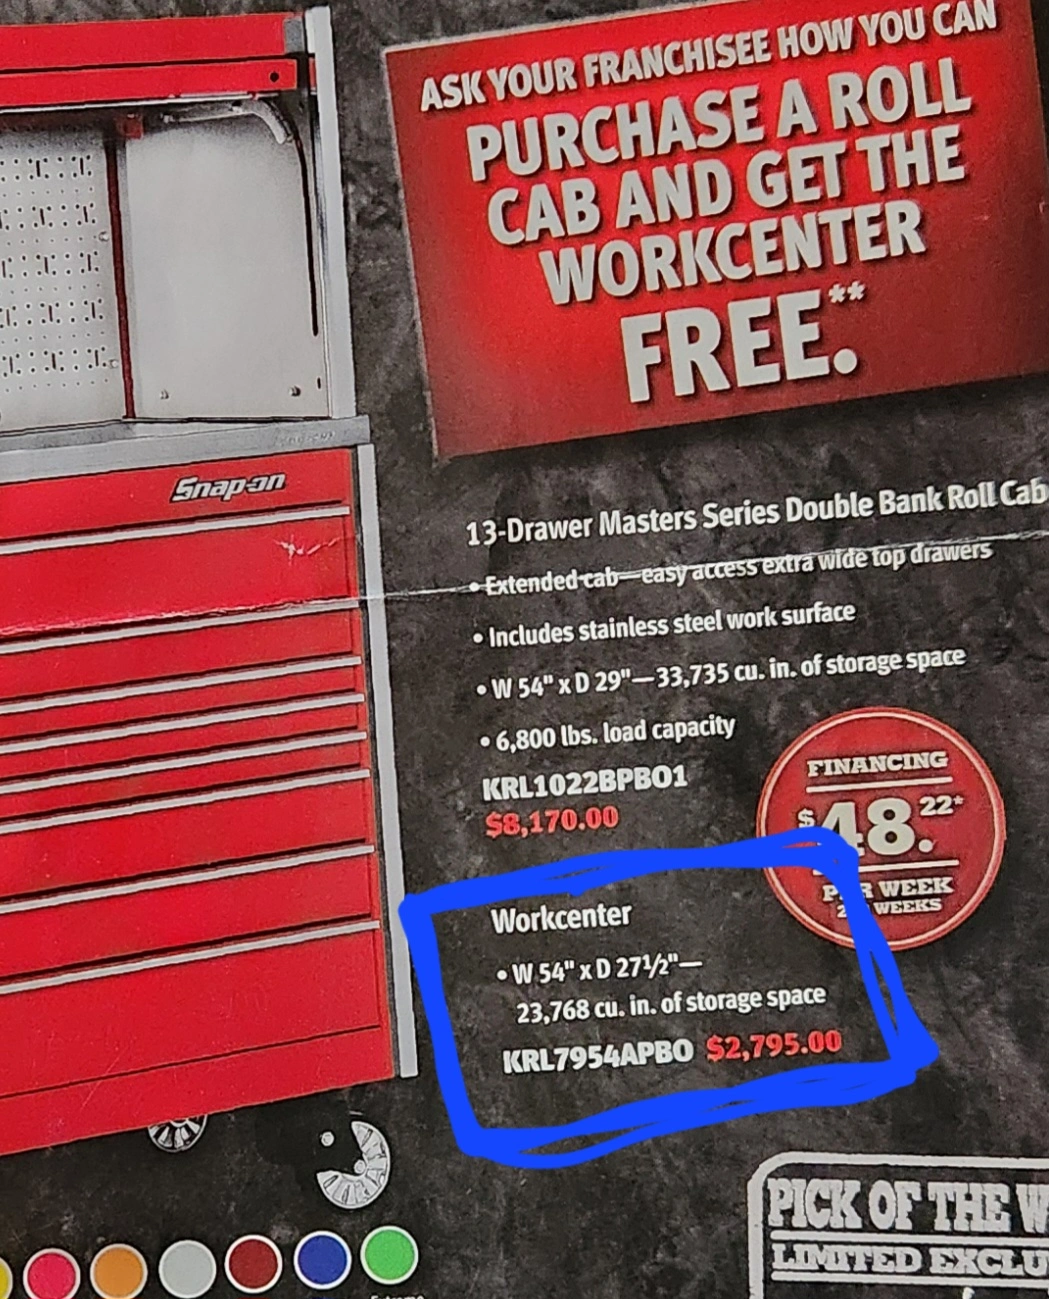 ASK YOUR FRANCHISEE HOW YOU CAN
PURCHASE A ROLL
CAB AND GET THE
WORKCENTER
FREE.**
Snap-on
13-Drawer Masters Series Double Bank Roll Cab
• Extended cab—easy access extra wide top drawers
• Includes stainless steel work surface
• W 54" x D 29"—33,735 cu. in. of storage space
• 6,800 lbs. load capacity
KRL1022BPBO1
$8,170.00
FINANCING
$48.22*
PER WEEK
WEEKS
Workcenter
• W 54" x D 27½"—
23,768 cu. in. of storage space
KRL7954APBO $2,795.00
PICK OF THE W
LIMITED EXCLU